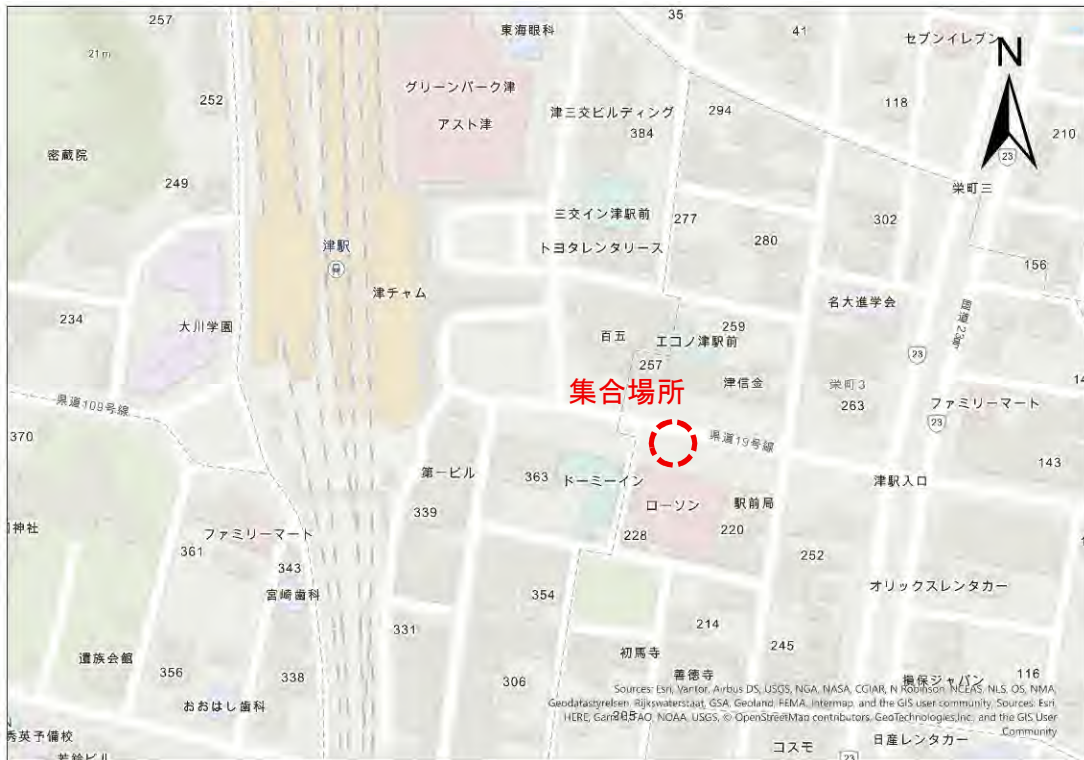 257
35
東海眼科
41
セブンイレブン
N
21m
252
グリーンパーク津
アスト津
津三交ビルディング
384
294
118
210
密蔵院
23
249
栄町三
三交イン津駅前
277
302
トヨタレンタリース
280
津駅
156
津チャム
名大進学会
234
大川学園
259
国道23号
百五
エコノ津駅前
257
23
津信金
栄町3
集合場所
263
ファミリーマート
県道109号線
23
370
県道19号線
143
第一ビル
363
ドーミーイン
津駅入口
ローソン
駅前局
339
神社
ファミリーマート
228
220
361
252
343
オリックスレンタカー
宮崎歯科
354
331
214
初馬寺
245
遺族会館
善徳寺
356
338
306
損保ジャパン
116
おおはし歯科
Sources: Esri, Vantor, Airbus DS, USGS, NGA, NASA, CGIAR, N Robinson, NCEAS, NLS, OS, NMA,
Geodatastyrelsen, Rijkswaterstaat, GSA, Geoland, FEMA, Intermap, and the GIS user community, Sources: Esri,
HERE, Garmin, FAO, NOAA, USGS, © OpenStreetMap contributors, GeoTechnologies,Inc., and the GIS User
Community
秀英予備校
コスモ
日産レンタカー
23